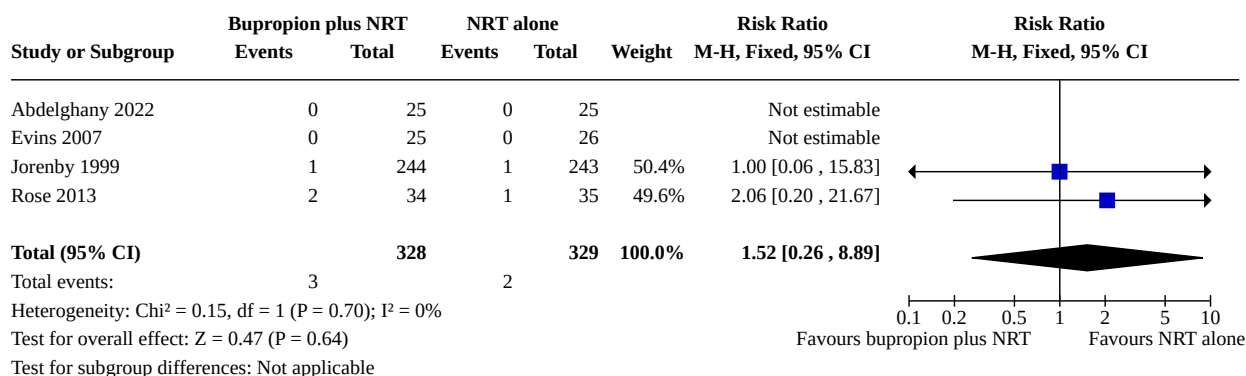 Bupropion plus NRT NRT alone Risk Ratio Risk Ratio
Study or Subgroup Events Total Events Total Weight M-H, Fixed, 95% CI M-H, Fixed, 95% CI
Abdelghany 2022 0 25 0 25 Not estimable
Evins 2007 0 25 0 26 Not estimable
Jorenby 1999 1 244 1 243 50.4% 1.00 [0.06 , 15.83]
Rose 2013 2 34 1 35 49.6% 2.06 [0.20 , 21.67]
Total (95% CI) 328 329 100.0% 1.52 [0.26 , 8.89]
Total events: 3 2
Heterogeneity: Chi² = 0.15, df = 1 (P = 0.70); I² = 0%
0.1 0.2 0.5 1 2 5 10
Test for overall effect: Z = 0.47 (P = 0.64) Favours bupropion plus NRT Favours NRT alone
Test for subgroup differences: Not applicable